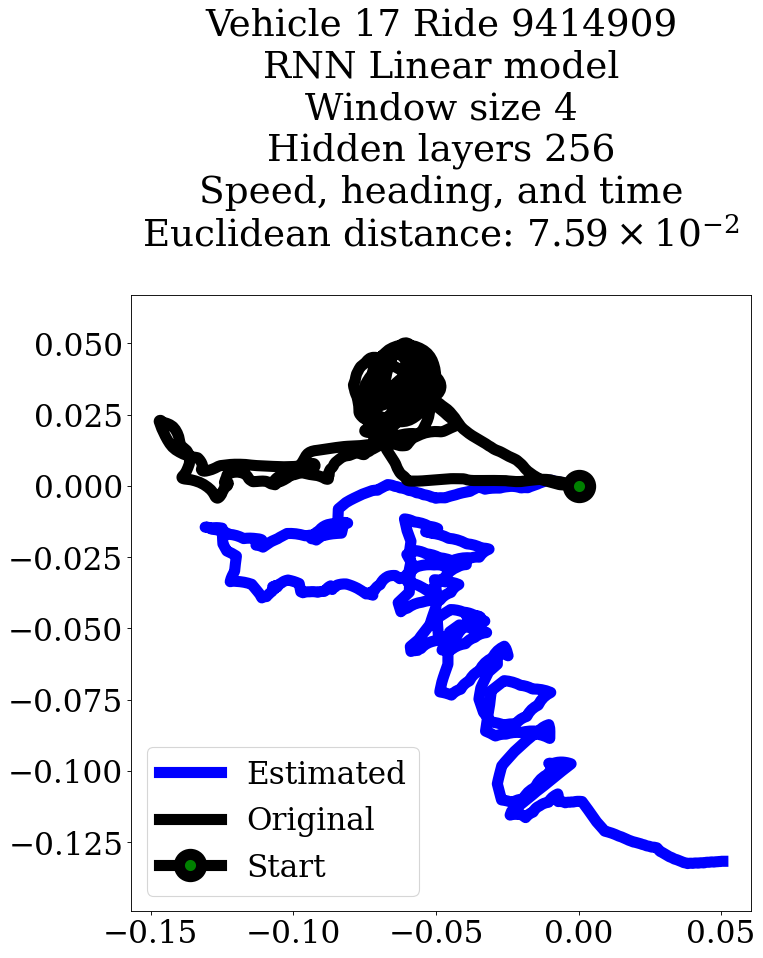 Vehicle 17 Ride 9414909
RNN Linear model
Window size 4
Hidden layers 256
Speed, heading, and time
Euclidean distance: 7.59 × 10⁻²
0.050
0.025
0.000
−0.025
−0.050
−0.075
−0.100
−0.125
Estimated
Original
Start
−0.15 −0.10 −0.05 0.00 0.05